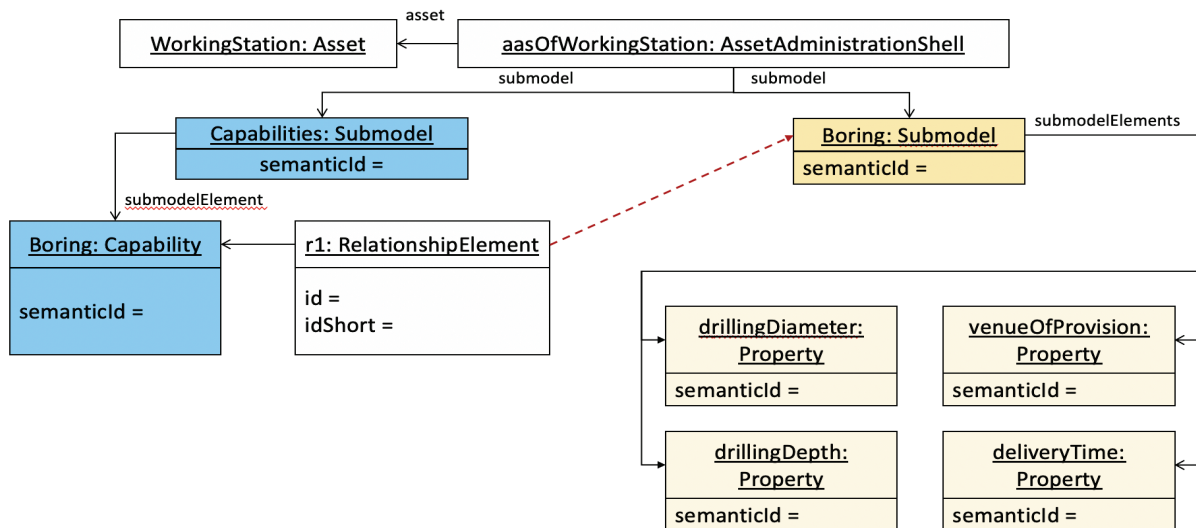 asset
WorkingStation: Asset
aasOfWorkingStation: AssetAdministrationShell
submodel
submodel
Capabilities: Submodel
semanticId =
Boring: Submodel
semanticId =
submodelElements
submodelElement
Boring: Capability
semanticId =
r1: RelationshipElement
id =
idShort =
drillingDiameter:
Property
semanticId =
venueOfProvision:
Property
semanticId =
drillingDepth:
Property
semanticId =
deliveryTime:
Property
semanticId =